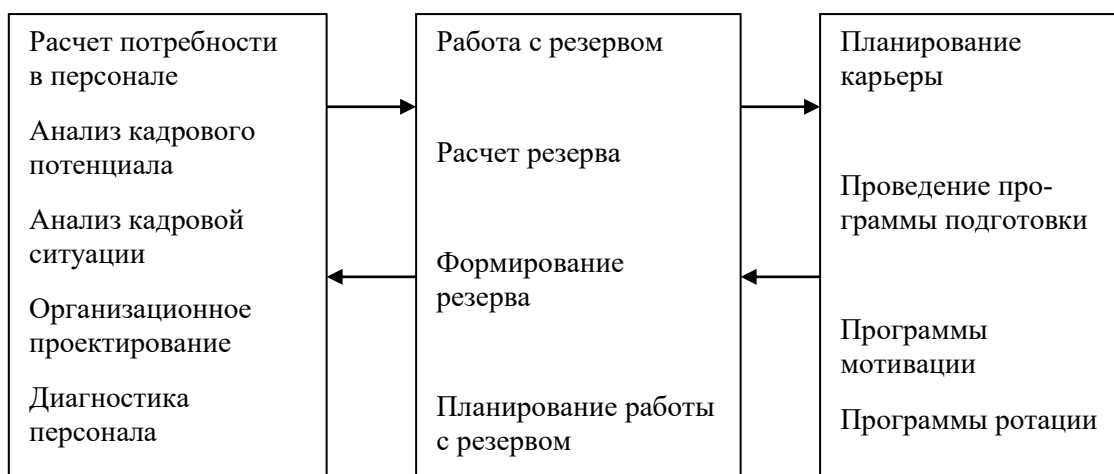 Расчет потребности
в персонале
Анализ кадрового
потенциала
Анализ кадровой
ситуации
Организационное
проектирование
Диагностика
персонала
Работа с резервом
Расчет резерва
Формирование
резерва
Планирование работы
с резервом
Планирование
карьеры
Проведение про-
граммы подготовки
Программы
мотивации
Программы ротации